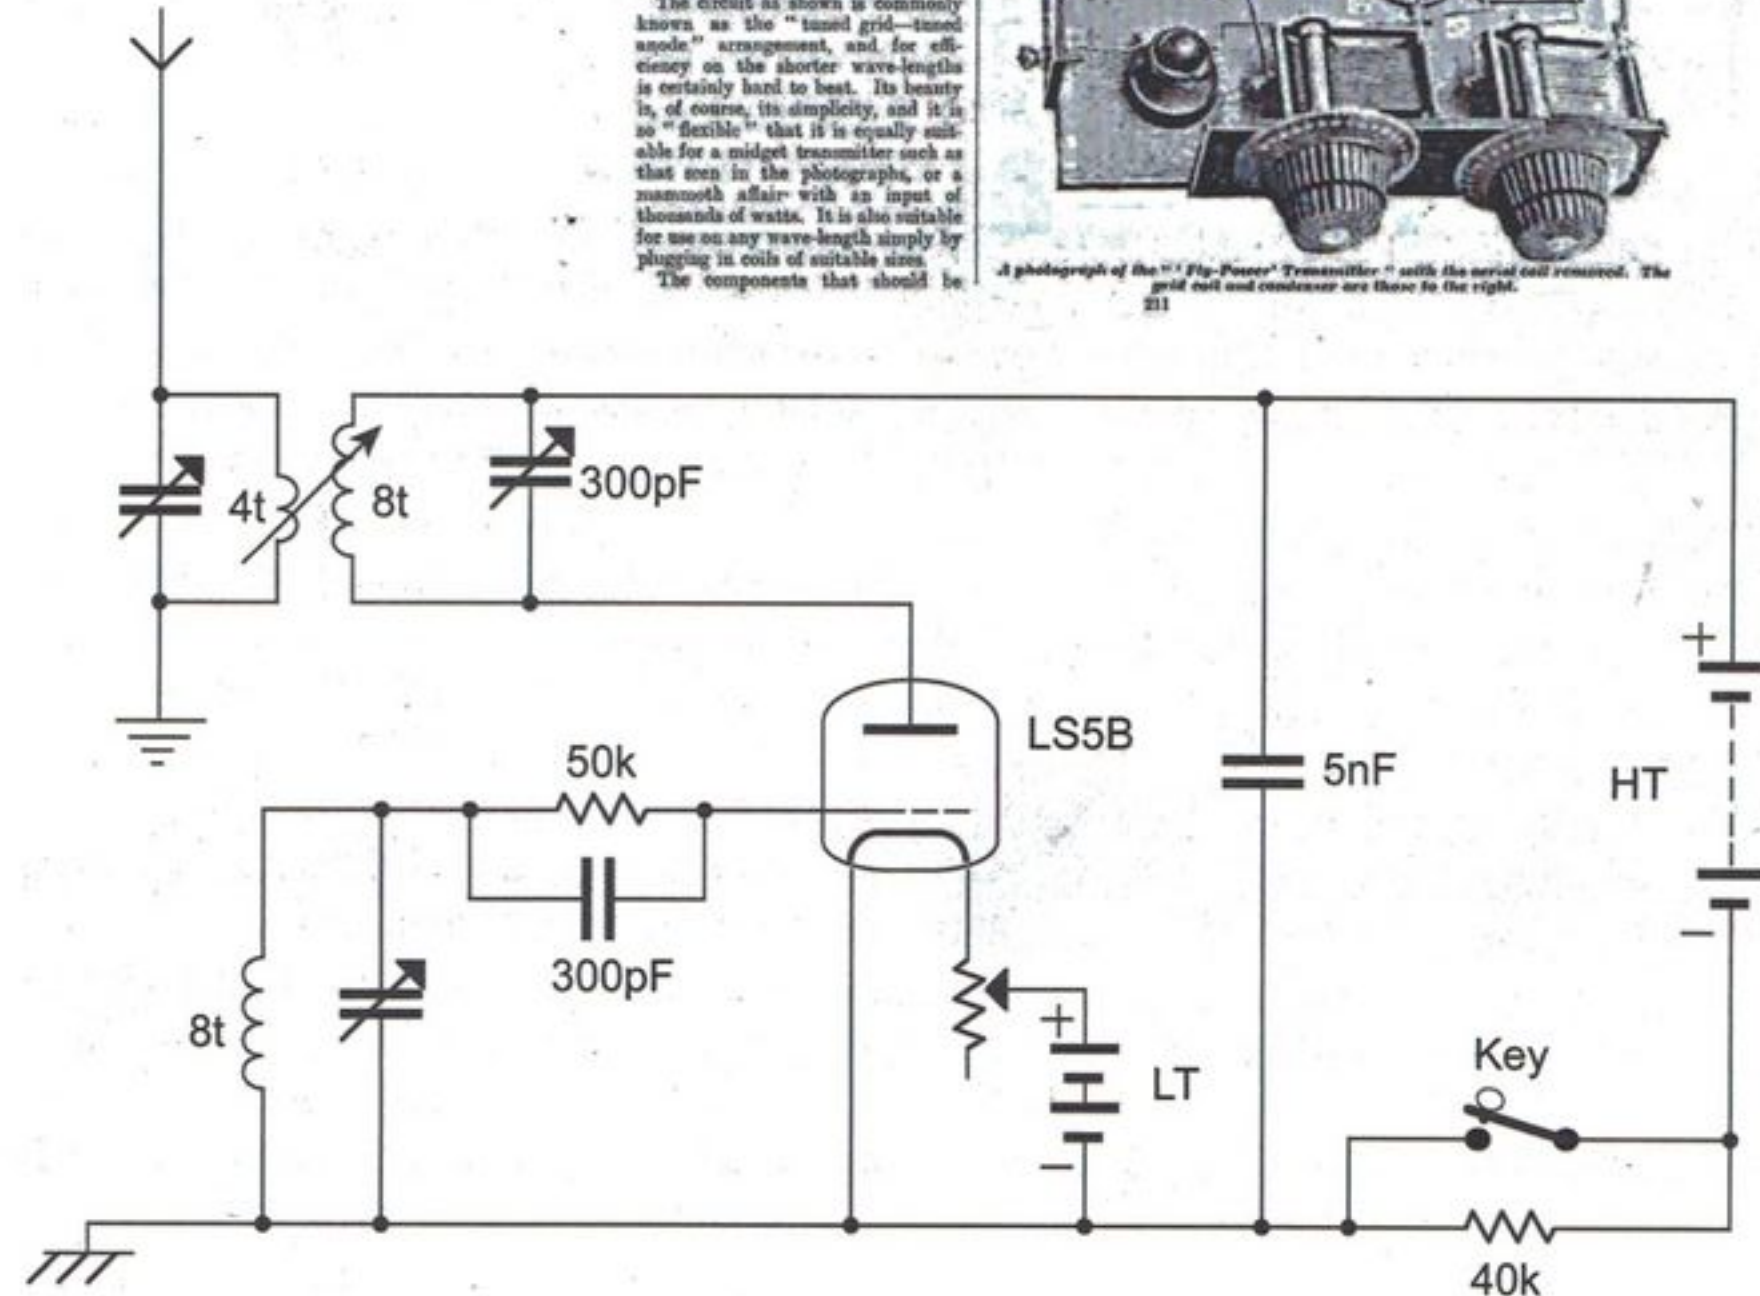 The circuit as shown is commonly
known as the "tuned grid—tuned
anode," arrangement, and for effi-
ciency on the shorter wave-lengths
is certainly hard to beat. Its beauty
is, of course, its simplicity, and it is
so "flexible" that it is equally suit-
able for a midget transmitter such as
that seen in the photographs, or a
mammoth affair with an input of
thousands of watts. It is also suitable
for use on any wave-length simply by
plugging in coils of suitable sizes.
The components that should be
A photograph of the "'Fly-Power' Transmitter" with the aerial coil removed. The
grid coil and condenser are those to the right.
211
4t
8t
300pF
LS5B
50k
300pF
5nF
+
HT
–
8t
+
LT
–
Key
40k